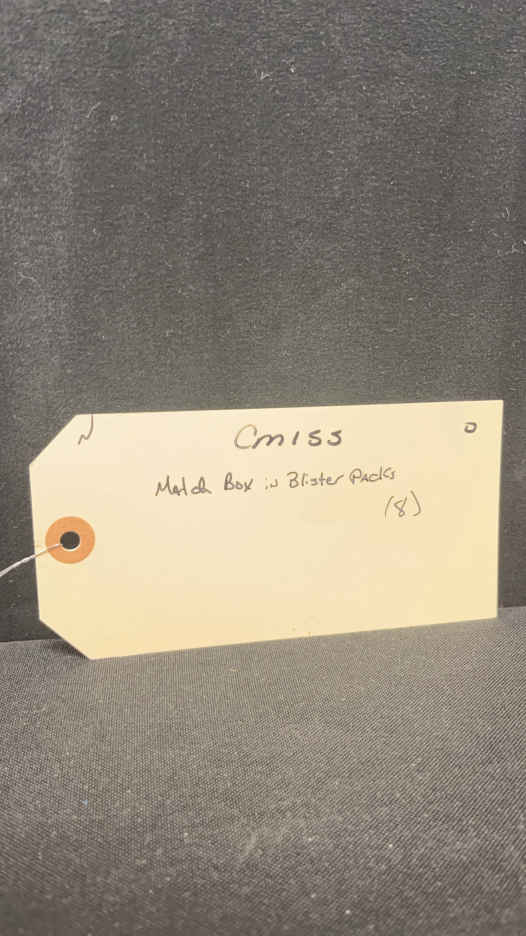 N
Cm155
O
Match Box in Blister Packs
(8)